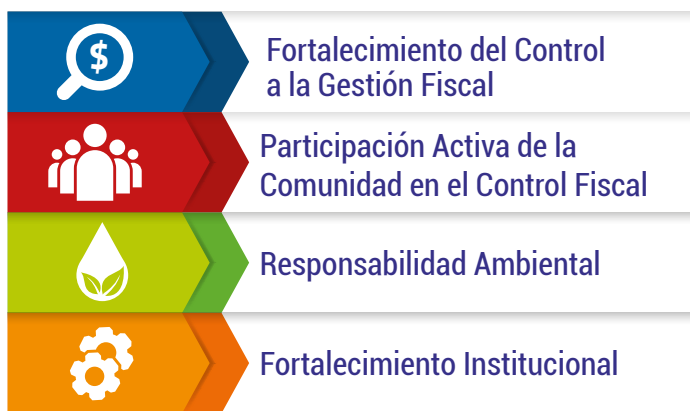 $
Fortalecimiento del Control
a la Gestión Fiscal
Participación Activa de la
Comunidad en el Control Fiscal
Responsabilidad Ambiental
Fortalecimiento Institucional